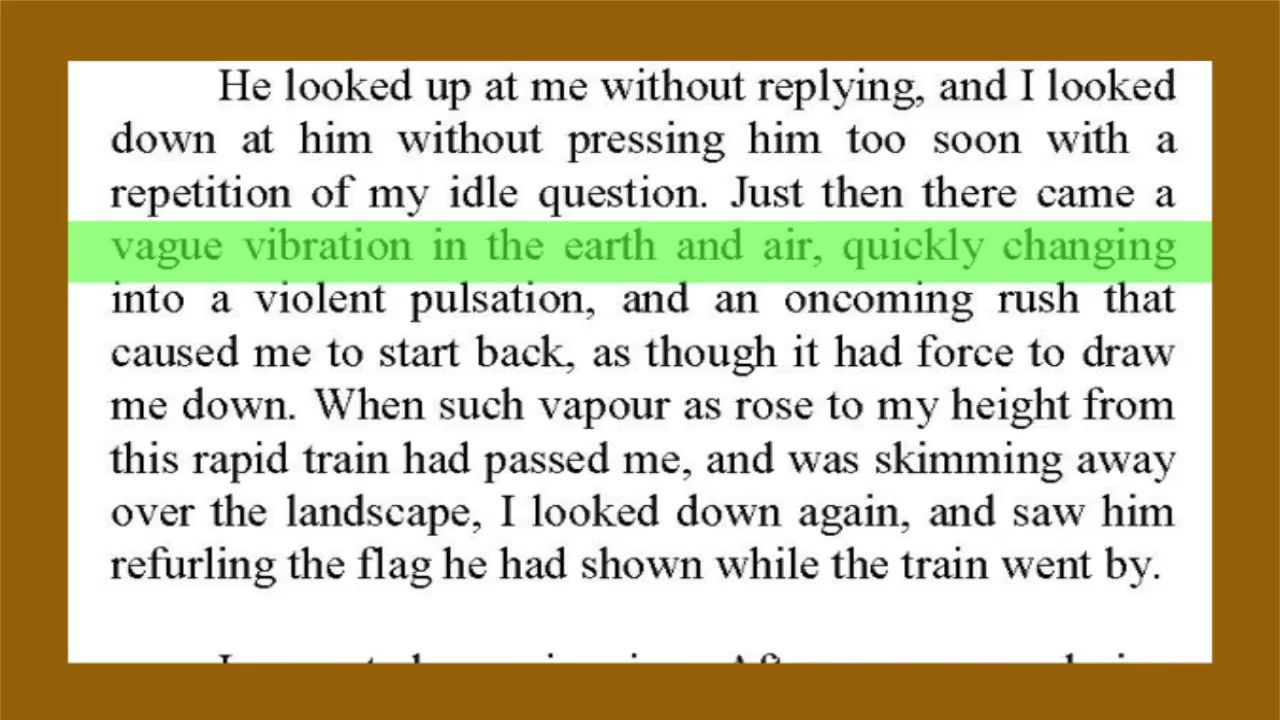 He looked up at me without replying, and I looked
down at him without pressing him too soon with a
repetition of my idle question. Just then there came a
vague vibration in the earth and air, quickly changing
into a violent pulsation, and an oncoming rush that
caused me to start back, as though it had force to draw
me down. When such vapour as rose to my height from
this rapid train had passed me, and was skimming away
over the landscape, I looked down again, and saw him
refurling the flag he had shown while the train went by.